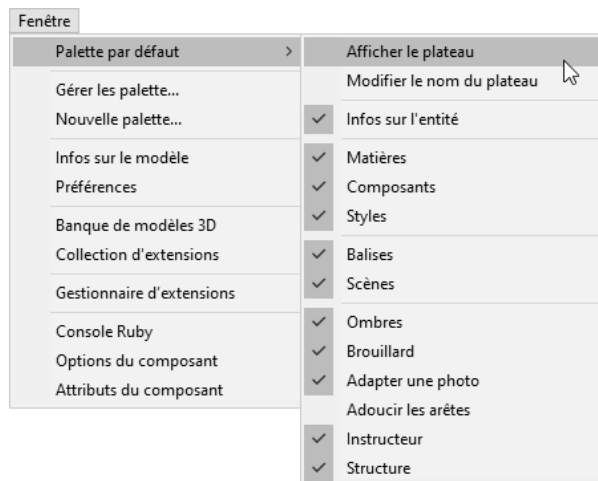 Fenêtre
Palette par défaut
Gérer les palette...
Nouvelle palette...
Infos sur le modèle
Préférences
Banque de modèles 3D
Collection d'extensions
Gestionnaire d'extensions
Console Ruby
Options du composant
Attributs du composant
Afficher le plateau
Modifier le nom du plateau
Infos sur l'entité
Matières
Composants
Styles
Balises
Scènes
Ombres
Brouillard
Adapter une photo
Adoucir les arêtes
Instructeur
Structure